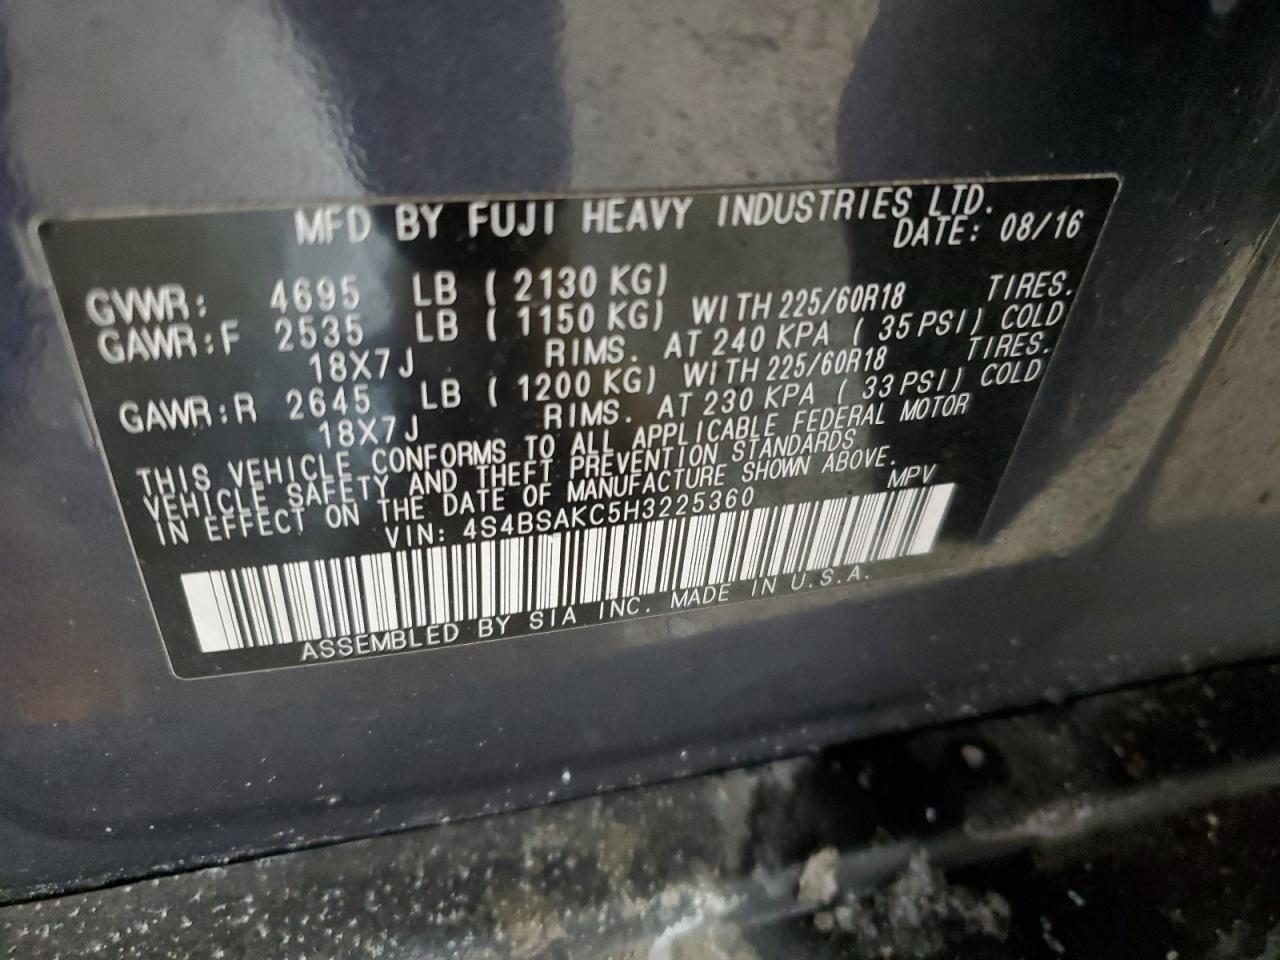 MFD BY FUJI HEAVY INDUSTRIES LTD.
DATE: 08/16
GVWR: 4695 LB ( 2130 KG)
GAWR:F 2535 LB ( 1150 KG) WITH 225/60R18 TIRES.
18X7J RIMS. AT 240 KPA ( 35 PSI) COLD
GAWR:R 2645 LB ( 1200 KG) WITH 225/60R18 TIRES.
18X7J RIMS. AT 230 KPA ( 33 PSI) COLD
THIS VEHICLE CONFORMS TO ALL APPLICABLE FEDERAL MOTOR
VEHICLE SAFETY AND THEFT PREVENTION STANDARDS
IN EFFECT ON THE DATE OF MANUFACTURE SHOWN ABOVE.
VIN: 4S4BSAKC5H3225360 MPV
ASSEMBLED BY SIA INC. MADE IN U.S.A.